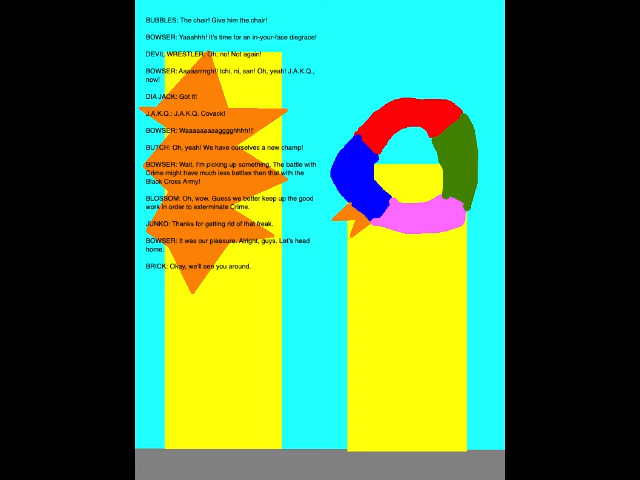 BUBBLES: The chair! Give him the chair!
BOWSER: Yaaahhh! It's time for an in-your-face disgrace!
DEVIL WRESTLER: Oh, no! Not again!
BOWSER: Aaaarrrrgh!! Ichi, ni, san! Oh, yeah! J.A.K.Q.,
now!
DIA JACK: Got it!
J.A.K.Q.: J.A.K.Q. Covack!
BOWSER: Waaaaaaaaaggggghhhh!!!
BUTCH: Oh, yeah! We have ourselves a new champ!
BOWSER: Wait, I'm picking up something. The battle with
Crime might have much less battles than that with the
Black Cross Army!
BLOSSOM: Oh, wow. Guess we better keep up the good
work in order to exterminate Crime.
JUNKO: Thanks for getting rid of that freak.
BOWSER: It was our pleasure. Alright, guys. Let's head
home.
BRICK: Okay, we'll see you around.